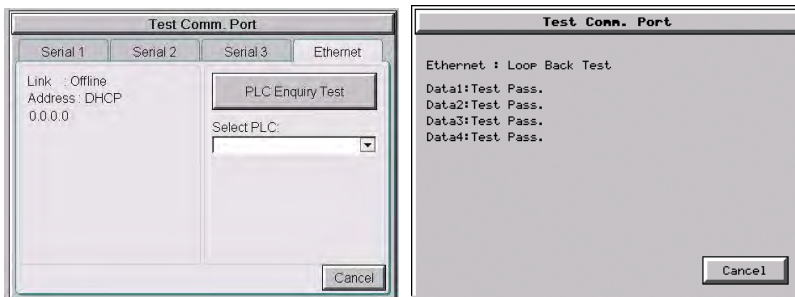 Test Comm. Port
Serial 1 Serial 2 Serial 3 Ethernet
Link : Offline
Address : DHCP
0.0.0.0
PLC Enquiry Test
Select PLC:
Cancel
Test Comm. Port
Ethernet : Loop Back Test
Data1:Test Pass.
Data2:Test Pass.
Data3:Test Pass.
Data4:Test Pass.
Cancel